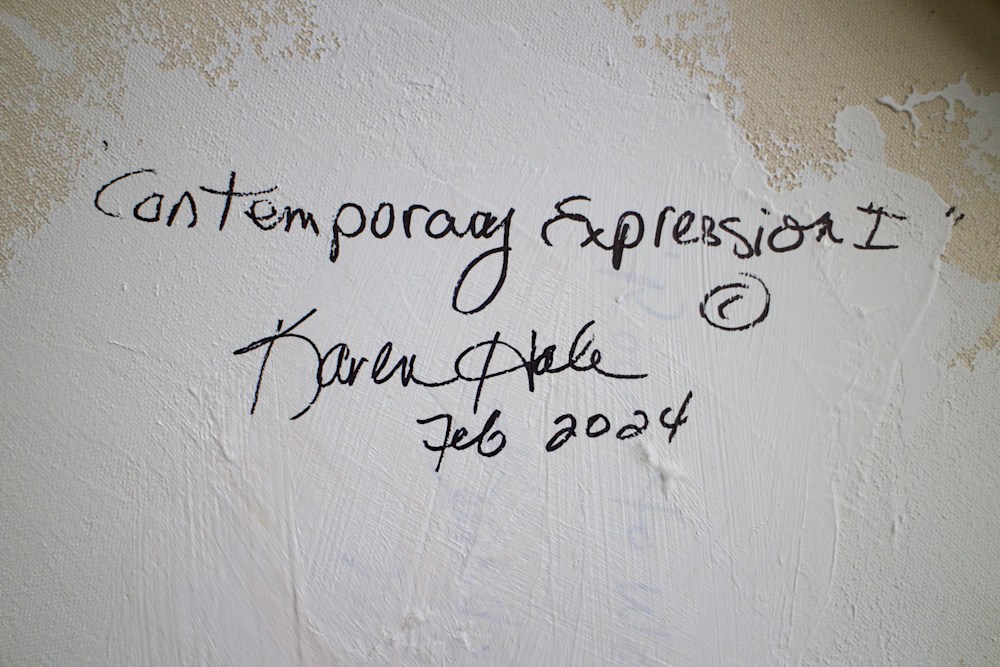 'Contemporary Expression I"
©
Karen Hale
Feb 2024